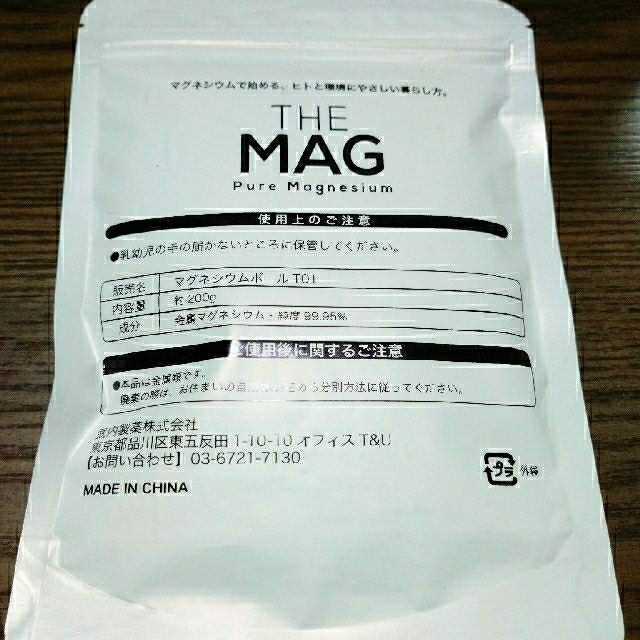 マグネシウムで始める、ヒトと環境にやさしい暮らし方。
THE
MAG
Pure Magnesium
使用上のご注意
●乳幼児の手の届かないところに保管してください。
販売名 マグネシウムボール T01
内容量 約 200g
成分 金属マグネシウム・純度 99.95%
使用後に関するご注意
●本品は金属類です。
廃棄の際は、お住まいの自治体が定める分別方法に従ってください。
宮内製薬株式会社
東京都品川区東五反田 1-10-10 オフィス T&U
【お問い合わせ】 03-6721-7130
MADE IN CHINA
プラ 外袋